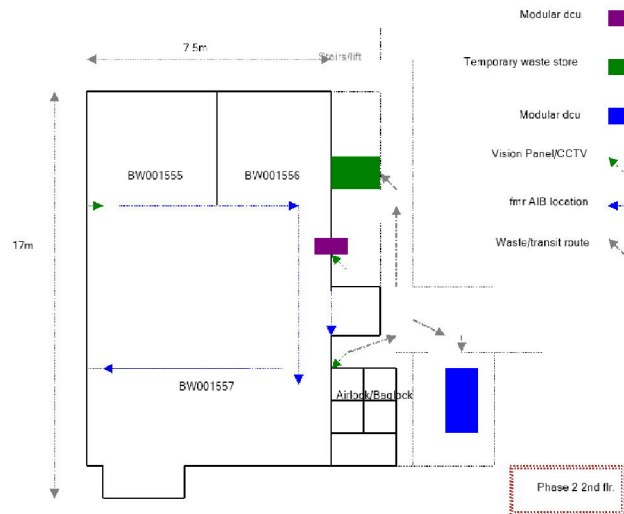 Modular dcu
7.5m
Stairs/lift
Temporary waste store
Modular dcu
Vision Panel/CCTV
BW001555
BW001556
fmr AIB location
17m
Waste/transit route
BW001557
Airlock/Baglock
Phase 2 2nd flr.